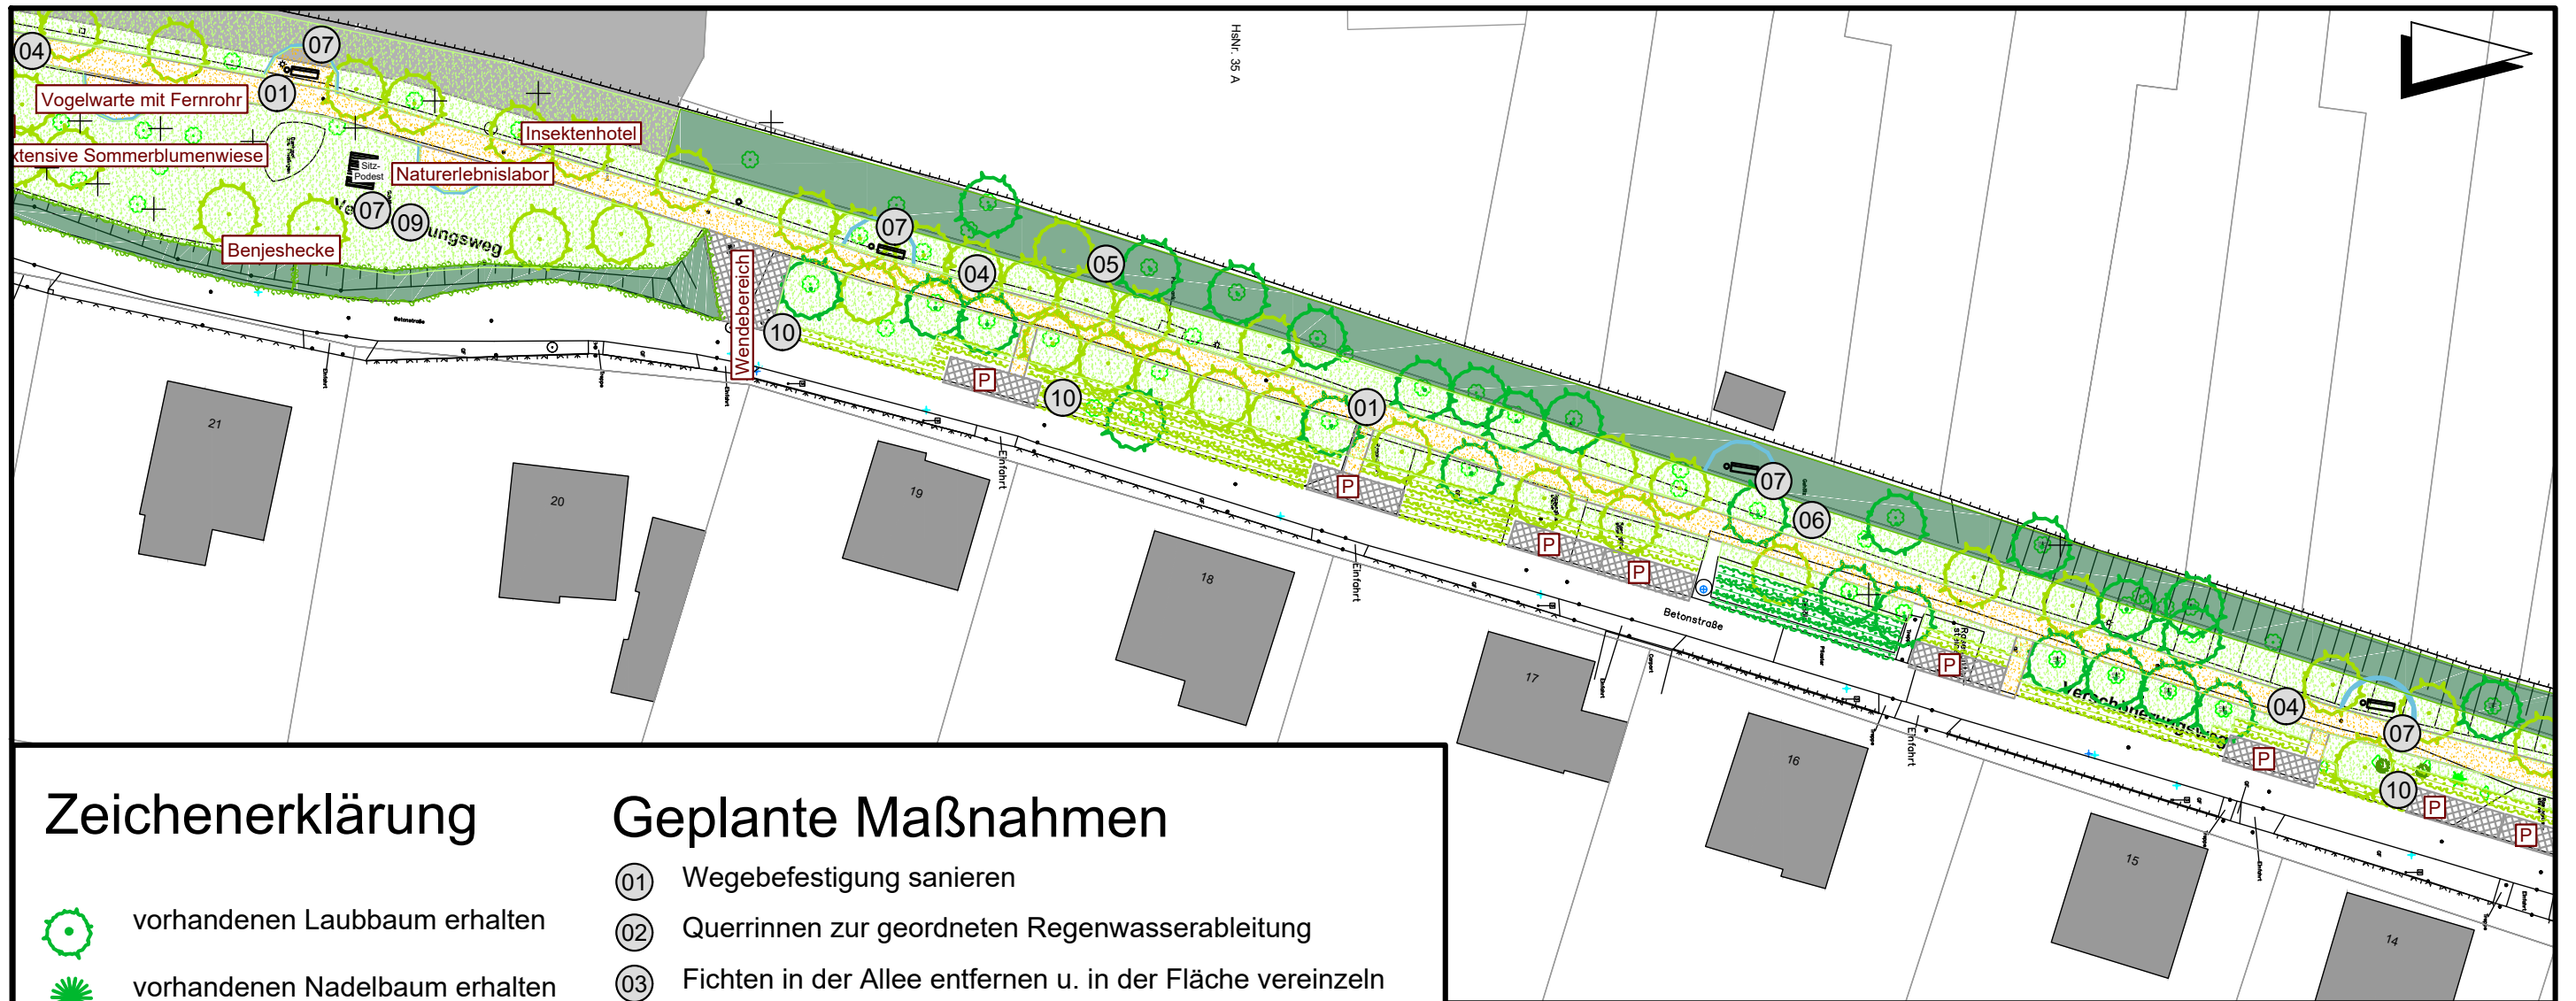 HsNr. 35 A
04
07
01
Vogelwarte mit Fernrohr
Insektenhotel
xtensive Sommerblumenwiese
Sitz-
Podest
Naturerlebnislabor
07
09
ungsweg
Benjeshecke
07
04
05
Wendebereich
10
Betonstraße
P
10
01
P
07
06
P
P
Betonstraße
P
Verschönerungsweg
04
07
P
10
P
P
Einfahrt
Einfahrt
Einfahrt
21
20
19
18
17
16
15
14
Zeichenerklärung
vorhandenen Laubbaum erhalten
vorhandenen Nadelbaum erhalten
Geplante Maßnahmen
01 Wegebefestigung sanieren
02 Querrinnen zur geordneten Regenwasserableitung
03 Fichten in der Allee entfernen u. in der Fläche vereinzeln